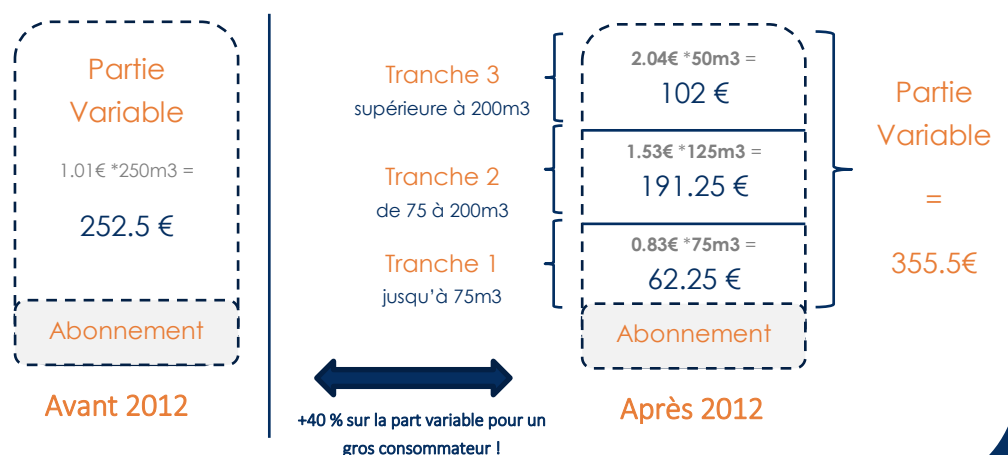 Partie
Variable
1.01€ *250m3 =
252.5 €
Abonnement
Avant 2012
Tranche 3
supérieure à 200m3
Tranche 2
de 75 à 200m3
Tranche 1
jusqu'à 75m3
+40 % sur la part variable pour un
gros consommateur !
2.04€ *50m3 =
102 €
1.53€ *125m3 =
191.25 €
0.83€ *75m3 =
62.25 €
Abonnement
Après 2012
Partie
Variable
=
355.5€